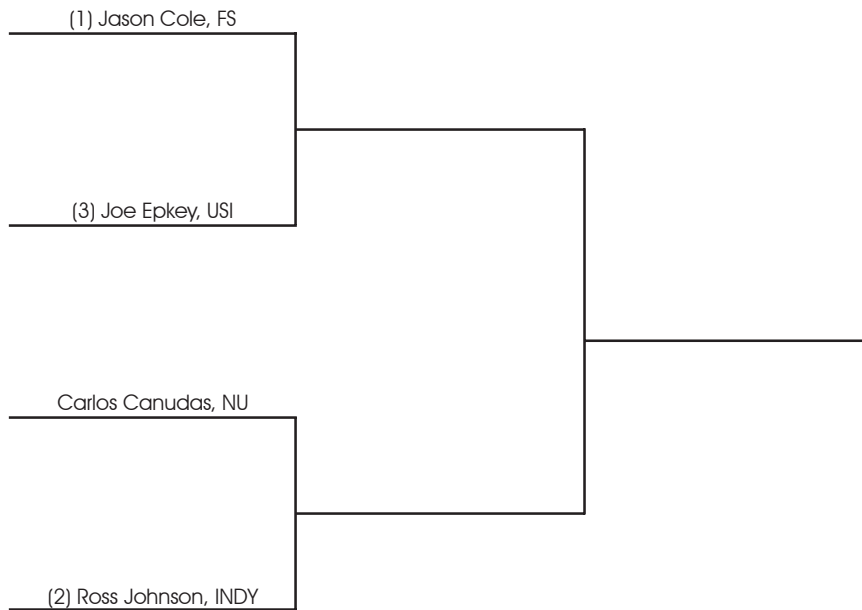 (1) Jason Cole, FS
(3) Joe Epkey, USI
Carlos Canudas, NU
(2) Ross Johnson, INDY